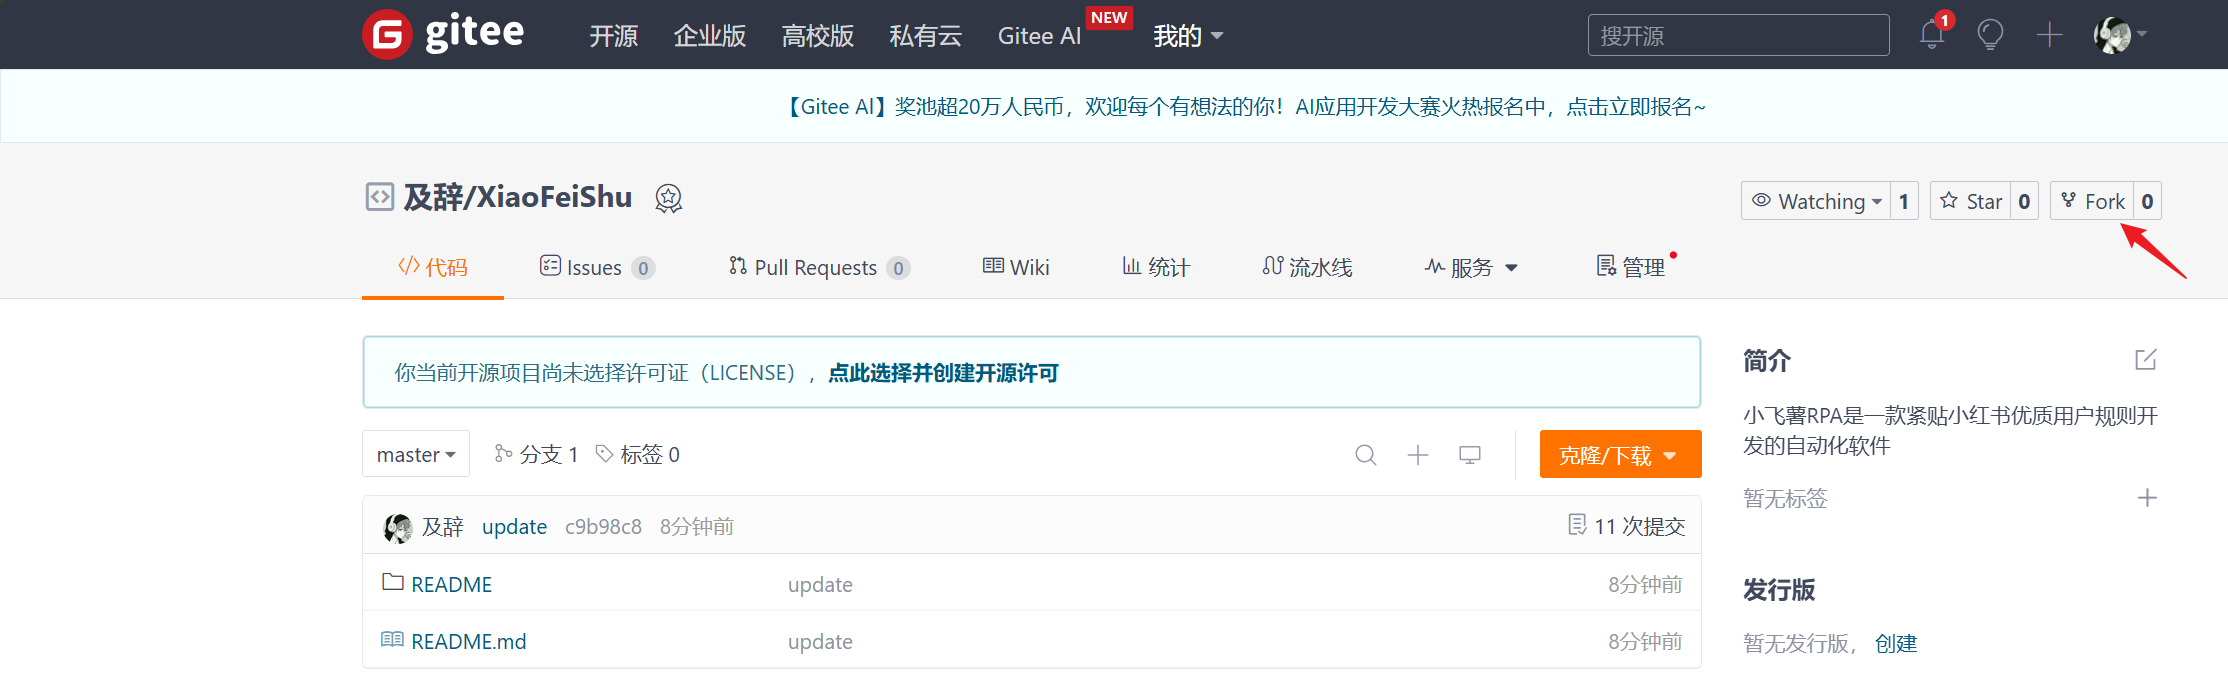 gitee 开源 企业版 高校版 私有云 Gitee AI NEW 我的 搜开源 1
【Gitee AI】奖池超20万人民币，欢迎每个有想法的你！AI应用开发大赛火热报名中，点击立即报名~
及辞/XiaoFeiShu Watching 1 Star 0 Fork 0
代码 Issues 0 Pull Requests 0 Wiki 统计 流水线 服务 管理
你当前开源项目尚未选择许可证（LICENSE），点此选择并创建开源许可
master 分支 1 标签 0 克隆/下载
及辞 update c9b98c8 8分钟前 11 次提交
README update 8分钟前
README.md update 8分钟前
简介
小飞薯RPA是一款紧贴小红书优质用户规则开
发的自动化软件
暂无标签
发行版
暂无发行版，创建